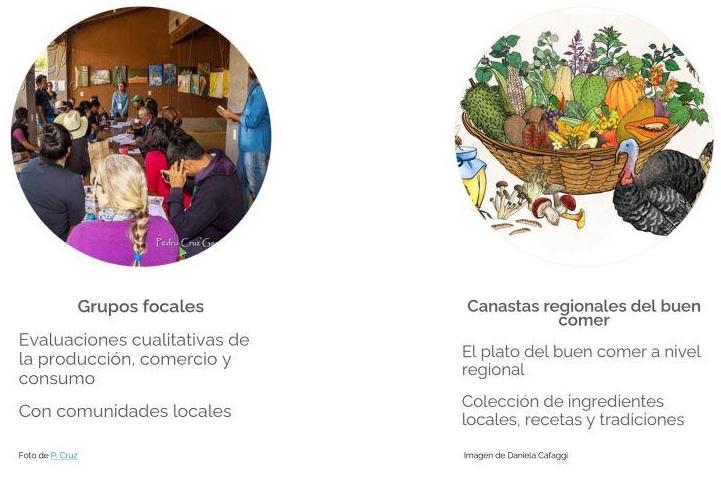 Pedro Cruz
Grupos focales
Evaluaciones cualitativas de
la producción, comercio y
consumo
Con comunidades locales
Foto de P. Cruz
Canastas regionales del buen
comer
El plato del buen comer a nivel
regional
Colección de ingredientes
locales, recetas y tradiciones
Imagen de Daniela Cafaggi